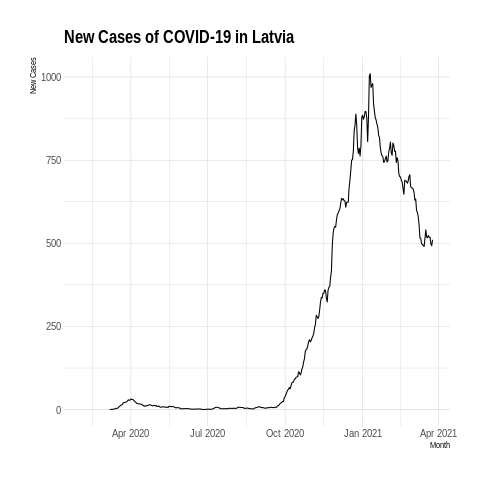 New Cases of COVID-19 in Latvia
New Cases
1000
750
500
250
0
Apr 2020 Jul 2020 Oct 2020 Jan 2021 Apr 2021
Month